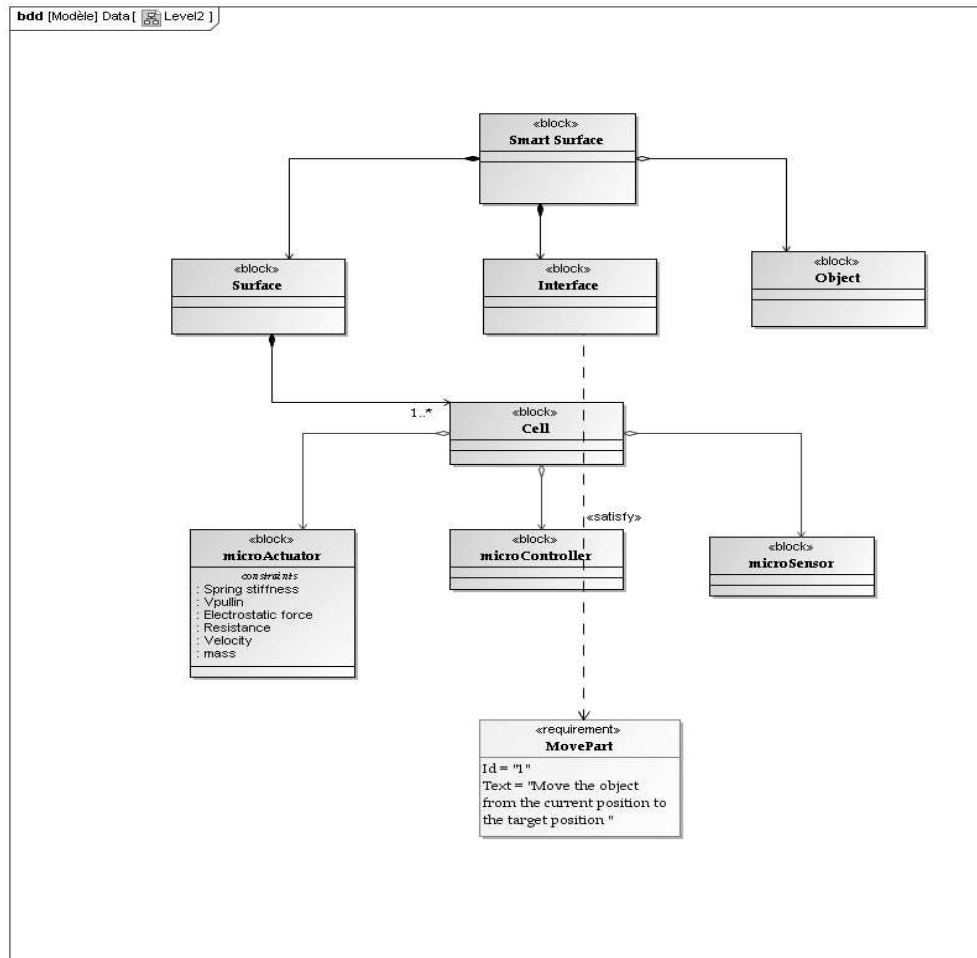 bdd [Modèle] Data [ Level2 ]
«block»
Smart Surface
«block»
Surface
«block»
Interface
«block»
Object
1..*
«block»
Cell
«satisfy»
«block»
microActuator
constraints
: Spring stiffness
: Vpullin
: Electrostatic force
: Resistance
: Velocity
: mass
«block»
microController
«block»
microSensor
«requirement»
MovePart
Id = "1"
Text = "Move the object
from the current position to
the target position "